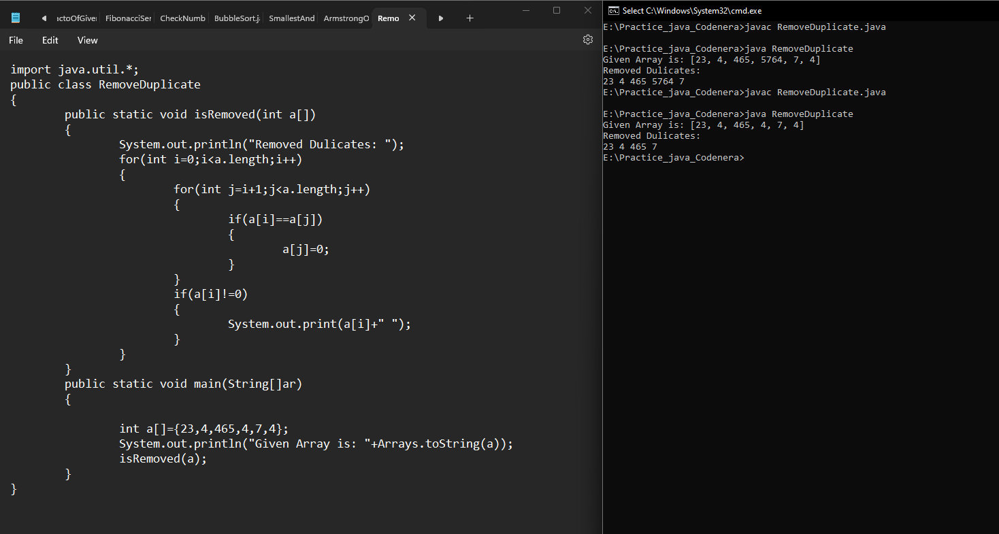 actoOfGiver FibonacciSer CheckNumb BubbleSort.j SmallestAnd ArmstrongO Remo
File Edit View
import java.util.*;
public class RemoveDuplicate
{
public static void isRemoved(int a[])
{
System.out.println("Removed Dulicates: ");
for(int i=0;i<a.length;i++)
{
for(int j=i+1;j<a.length;j++)
{
if(a[i]==a[j])
{
a[j]=0;
}
}
if(a[i]!=0)
{
System.out.print(a[i]+" ");
}
}
}
public static void main(String[]ar)
{
int a[]={23,4,465,4,7,4};
System.out.println("Given Array is: "+Arrays.toString(a));
isRemoved(a);
}
}
Select C:\Windows\System32\cmd.exe
E:\Practice_java_Codenera>javac RemoveDuplicate.java
E:\Practice_java_Codenera>java RemoveDuplicate
Given Array is: [23, 4, 465, 5764, 7, 4]
Removed Dulicates:
23 4 465 5764 7
E:\Practice_java_Codenera>javac RemoveDuplicate.java
E:\Practice_java_Codenera>java RemoveDuplicate
Given Array is: [23, 4, 465, 4, 7, 4]
Removed Dulicates:
23 4 465 7
E:\Practice_java_Codenera>